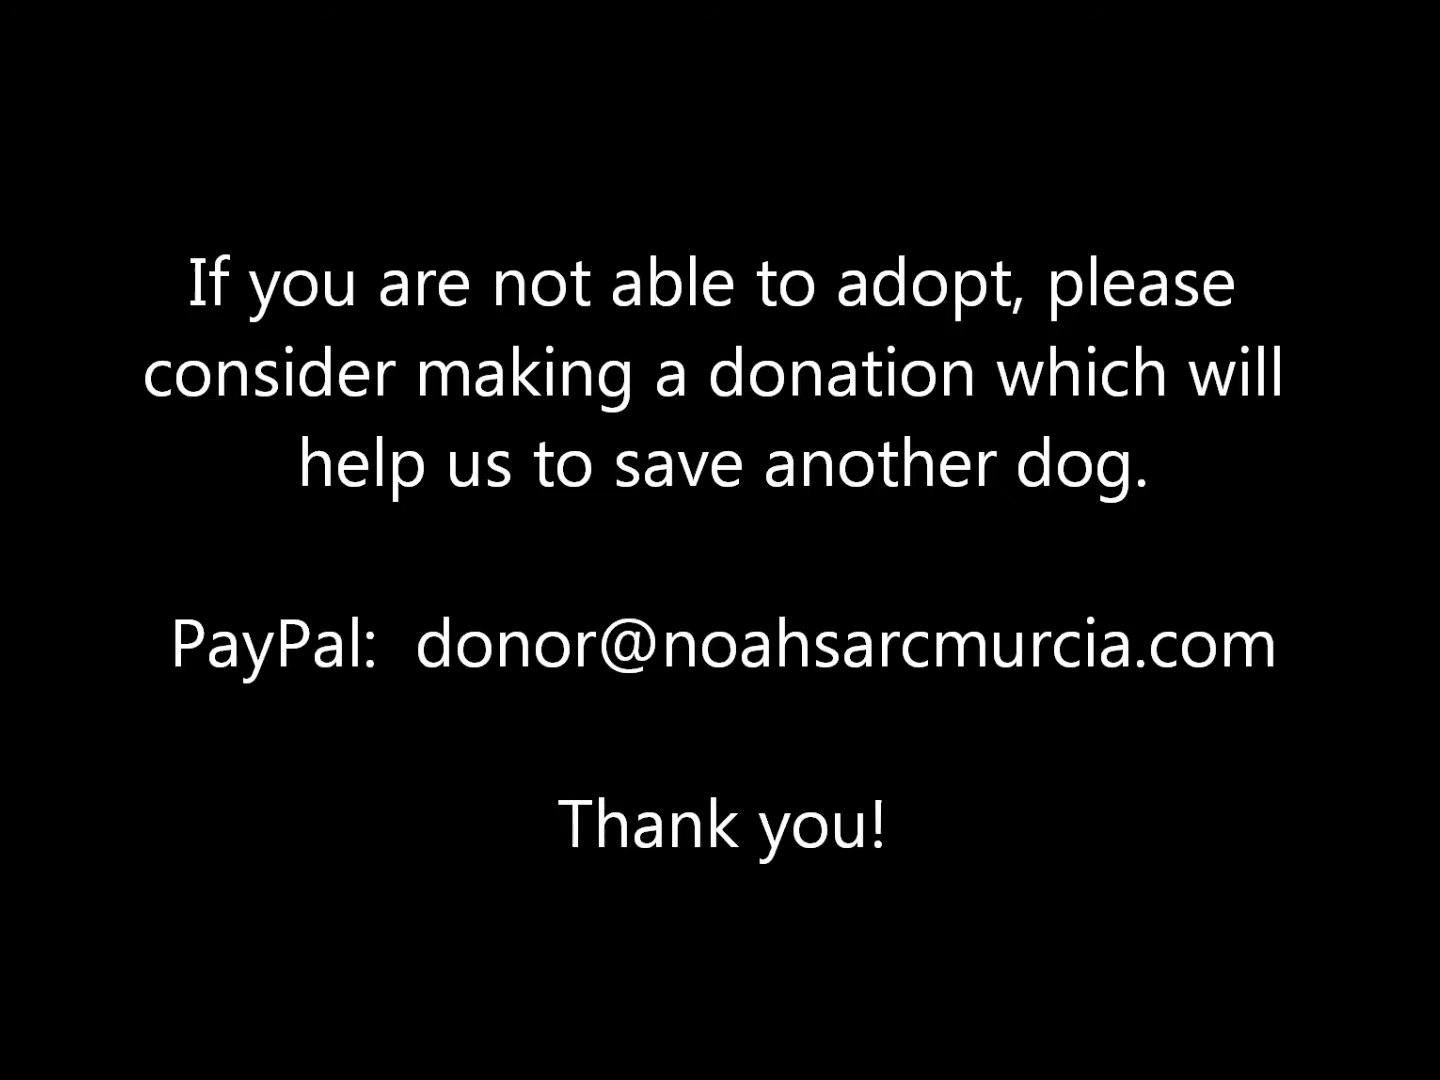 If you are not able to adopt, please
consider making a donation which will
help us to save another dog.
PayPal:  donor@noahsarcmurcia.com
Thank you!